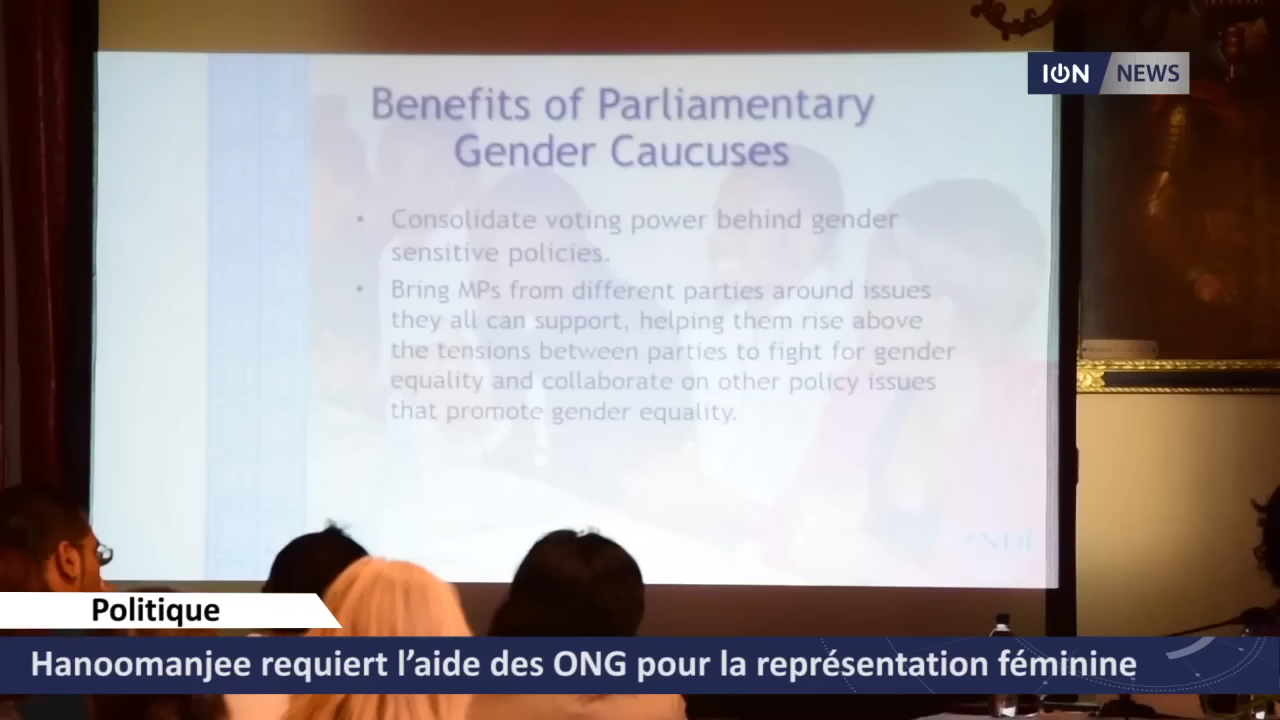 ION NEWS
Benefits of Parliamentary
Gender Caucuses
• Consolidate voting power behind gender
sensitive policies.
• Bring MPs from different parties around issues
they all can support, helping them rise above
the tensions between parties to fight for gender
equality and collaborate on other policy issues
that promote gender equality.
NDI
Politique
Hanoomanjee requiert l’aide des ONG pour la représentation féminine